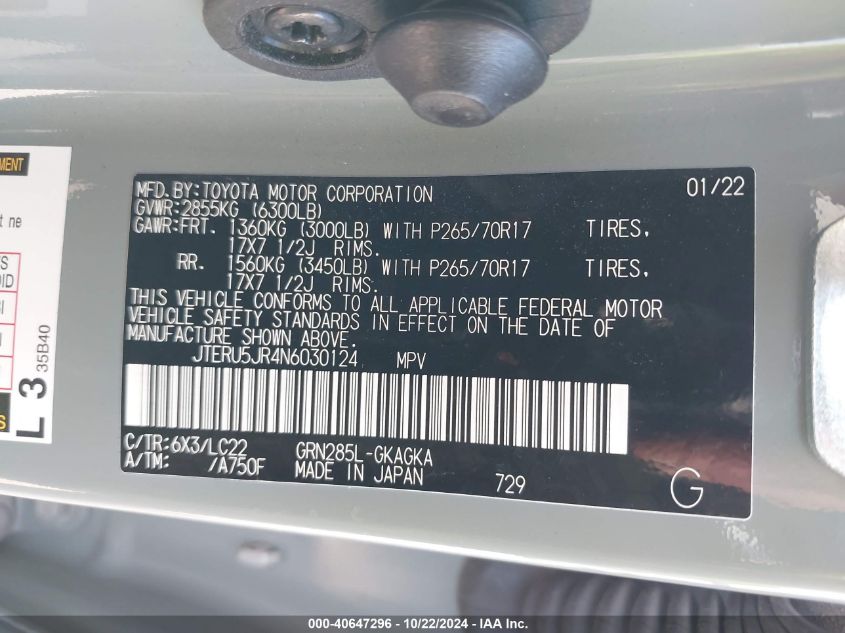 MFD. BY: TOYOTA MOTOR CORPORATION 01/22
GVWR: 2855KG (6300LB)
GAWR: FRT. 1360KG (3000LB) WITH P265/70R17 TIRES,
17X7 1/2J RIMS.
RR. 1560KG (3450LB) WITH P265/70R17 TIRES,
17X7 1/2J RIMS.
THIS VEHICLE CONFORMS TO ALL APPLICABLE FEDERAL MOTOR
VEHICLE SAFETY STANDARDS IN EFFECT ON THE DATE OF
MANUFACTURE SHOWN ABOVE.
JTERU5JR4N6030124 MPV
C/TR: 6X3/LC22 GRN285L-GKAGKA
A/TM: /A750F MADE IN JAPAN 729 G
L 3
35B40
000-40647296 - 10/22/2024 - IAA Inc.